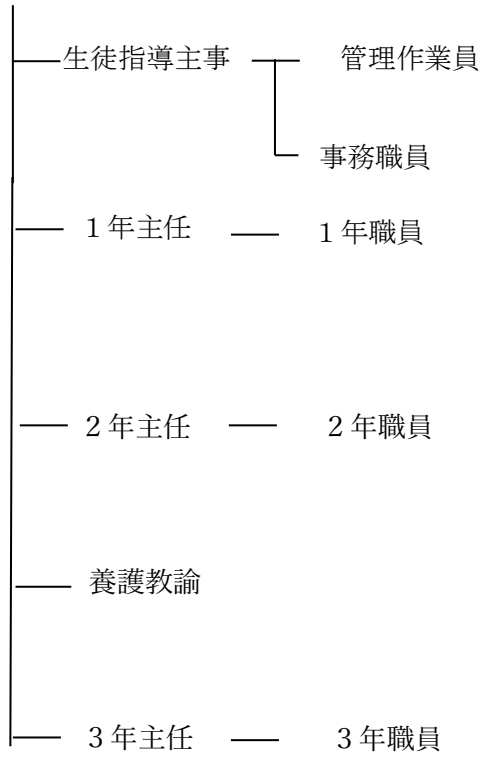 生徒指導主事 管理作業員
事務職員
１年主任 １年職員
２年主任 ２年職員
養護教諭
３年主任 ３年職員